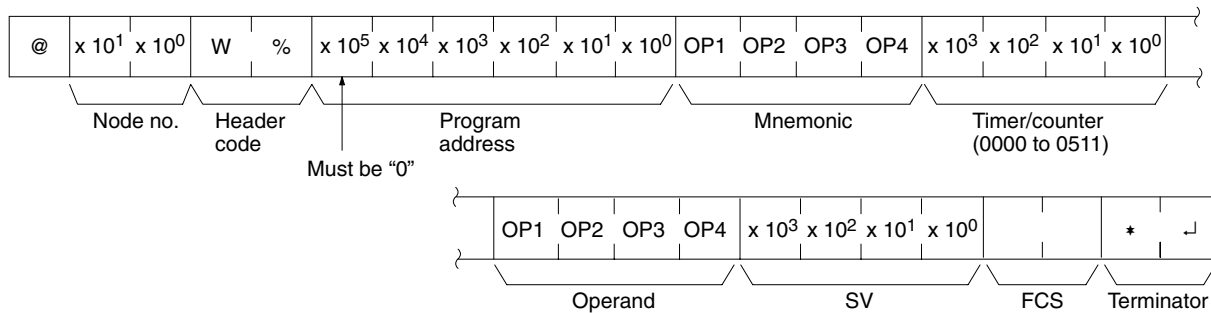 @ x 10¹ x 10⁰ W % x 10⁵ x 10⁴ x 10³ x 10² x 10¹ x 10⁰ OP1 OP2 OP3 OP4 x 10³ x 10² x 10¹ x 10⁰
Node no. Header code Program address Mnemonic Timer/counter (0000 to 0511)
Must be “0”
OP1 OP2 OP3 OP4 x 10³ x 10² x 10¹ x 10⁰ * ↵
Operand SV FCS Terminator